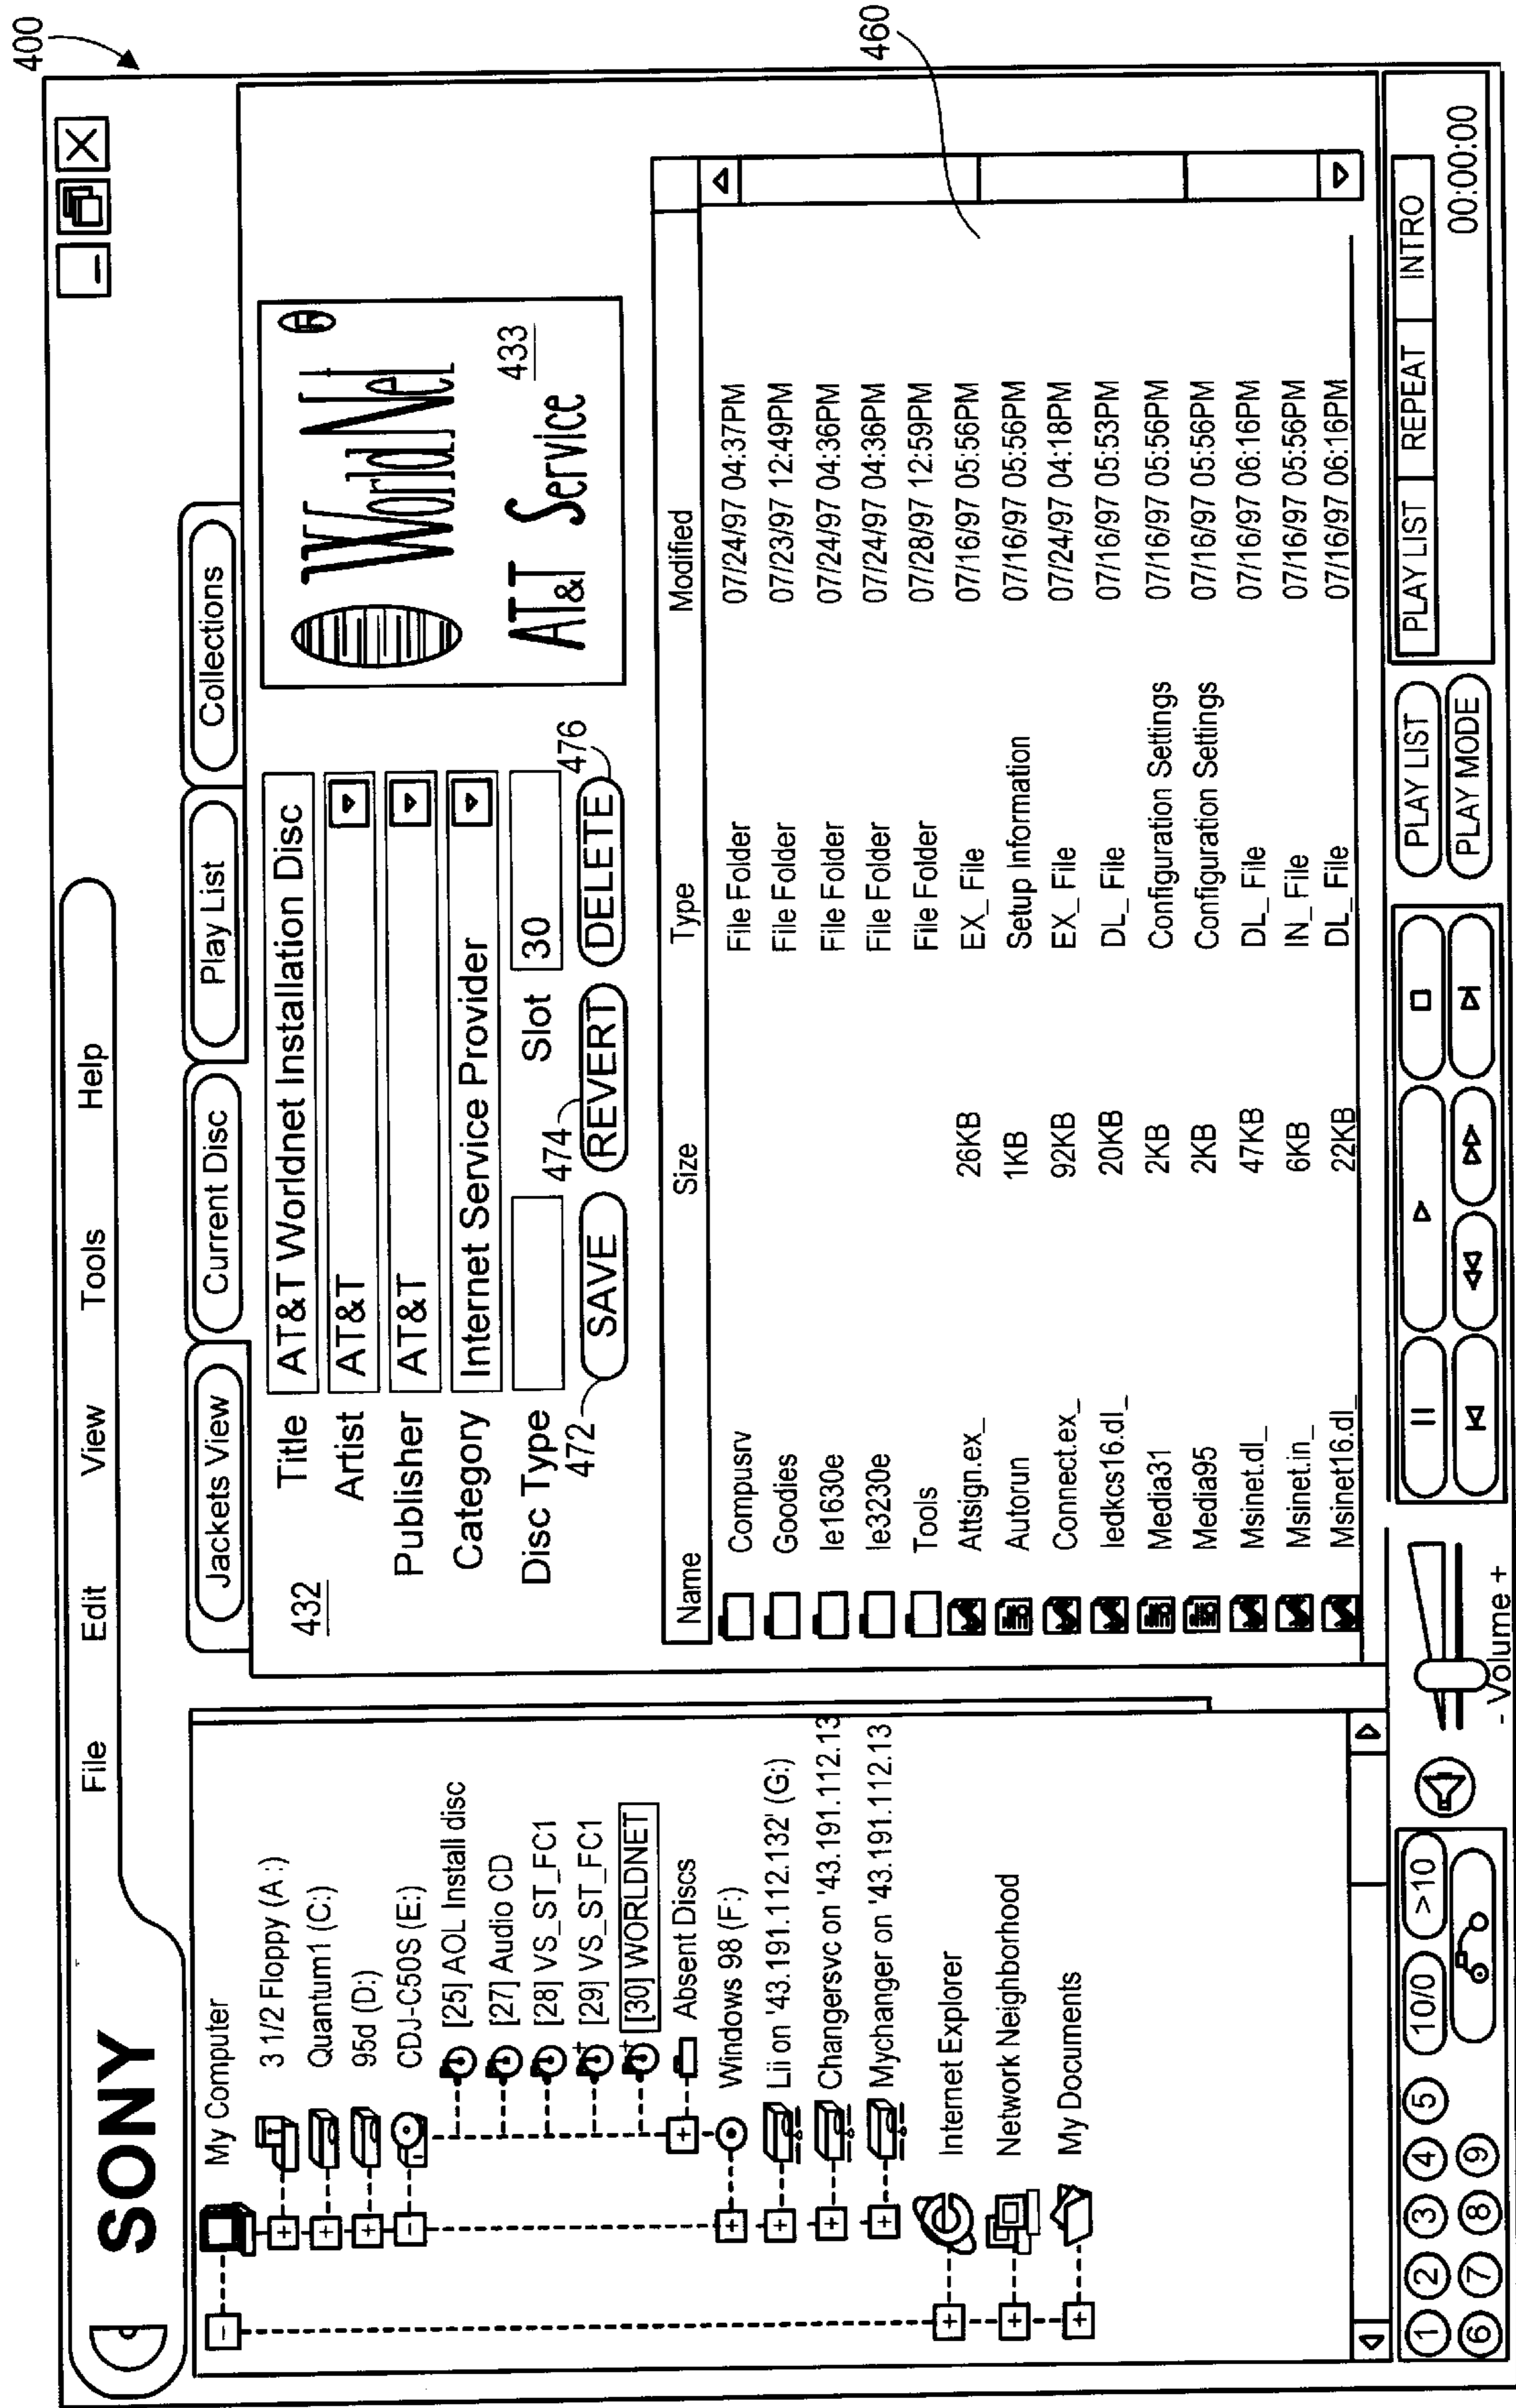 400
SONY
File Edit View Tools Help
My Computer
3 1/2 Floppy (A :)
Quantum1 (C:)
95d (D:)
CDJ-C50S (E:)
[25] AOL Install disc
[27] Audio CD
[28] VS_ST_FC1
[29] VS_ST_FC1
[30] WORLDNET
Absent Discs
Windows 98 (F:)
Lii on '43.191.112.132' (G:)
Changersvc on '43.191.112.13
Mychanger on '43.191.112.13
Internet Explorer
Network Neighborhood
My Documents
Jackets View Current Disc Play List Collections
432
Title AT&T Worldnet Installation Disc
Artist AT&T
Publisher AT&T
Category Internet Service Provider
Disc Type Slot 30
472 SAVE 474 REVERT DELETE 476
WorldNet
AT&T Service
433
460
Name Size Type Modified
Compusrv File Folder 07/24/97 04:37PM
Goodies File Folder 07/23/97 12:49PM
Ie1630e File Folder 07/24/97 04:36PM
Ie3230e File Folder 07/24/97 04:36PM
Tools File Folder 07/28/97 12:59PM
Attsign.ex_ 26KB EX_File 07/16/97 05:56PM
Autorun 1KB Setup Information 07/16/97 05:56PM
Connect.ex_ 92KB EX_File 07/24/97 04:18PM
Iedkcs16.dl_ 20KB DL_File 07/16/97 05:53PM
Media31 2KB Configuration Settings 07/16/97 05:56PM
Media95 2KB Configuration Settings 07/16/97 05:56PM
Msinet.dl_ 47KB DL_File 07/16/97 06:16PM
Msinet.in_ 6KB IN_File 07/16/97 05:56PM
Msinet16.dl_ 22KB DL_File 07/16/97 06:16PM
1 2 3 4 5 10/0 >10
6 7 8 9
- Volume +
PLAY LIST
PLAY MODE
PLAY LIST REPEAT INTRO
00:00:00